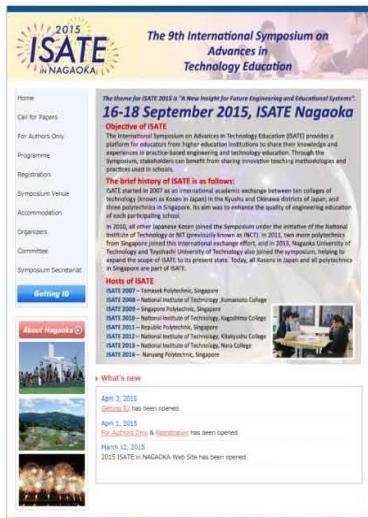 2015
ISATE
IN NAGAOKA
The 9th International Symposium on
Advances in
Technology Education
Home
Call for Papers
For Authors Only
Programme
Registration
Symposium Venue
Accommodation
Organizers
Committee
Symposium Secretariat
Getting ID
About Nagaoka
The theme for ISATE 2015 is "A New Insight for Future Engineering and Educational Systems".
16-18 September 2015, ISATE Nagaoka
Objective of ISATE
The International Symposium on Advances in Technology Education (ISATE) provides a
platform for educators from higher education institutions to share their knowledge and
experiences in practice-based engineering and technology education. Through the
Symposium, stakeholders can benefit from sharing innovative teaching methodologies and
practices used in schools.
The brief history of ISATE is as follows:
ISATE started in 2007 as an international academic exchange between ten colleges of
technology (known as Kosen in Japan) in the Kyushu and Okinawa districts of Japan, and
three polytechnics in Singapore. Its aim was to enhance the quality of engineering education
of each participating school.
In 2010, all other Japanese Kosen joined the Symposium under the initiative of the National
Institute of Technology or NIT (previously known as INCT). In 2011, two more polytechnics
from Singapore joined this international exchange effort, and in 2013, Nagaoka University of
Technology and Toyohashi University of Technology also joined the symposium, helping to
expand the scope of ISATE to its present state. Today, all Kosens in Japan and all polytechnics
in Singapore are part of ISATE.
Hosts of ISATE
ISATE 2007 – Temasek Polytechnic, Singapore
ISATE 2008 – National Institute of Technology ,Kumamoto College
ISATE 2009 – Singapore Polytechnic, Singapore
ISATE 2010 – National Institute of Technology, Kagoshima College
ISATE 2011 – Republic Polytechnic, Singapore
ISATE 2012 – National Institute of Technology, Kitakyushu College
ISATE 2013 – National Institute of Technology, Nara College
ISATE 2014 – Nanyang Polytechnic, Singapore
What's new
April 3, 2015
Getting ID has been opened.
April 1, 2015
For Authors Only & Registration has been opened.
March 12, 2015
2015 ISATE in NAGAOKA Web Site has been opened.